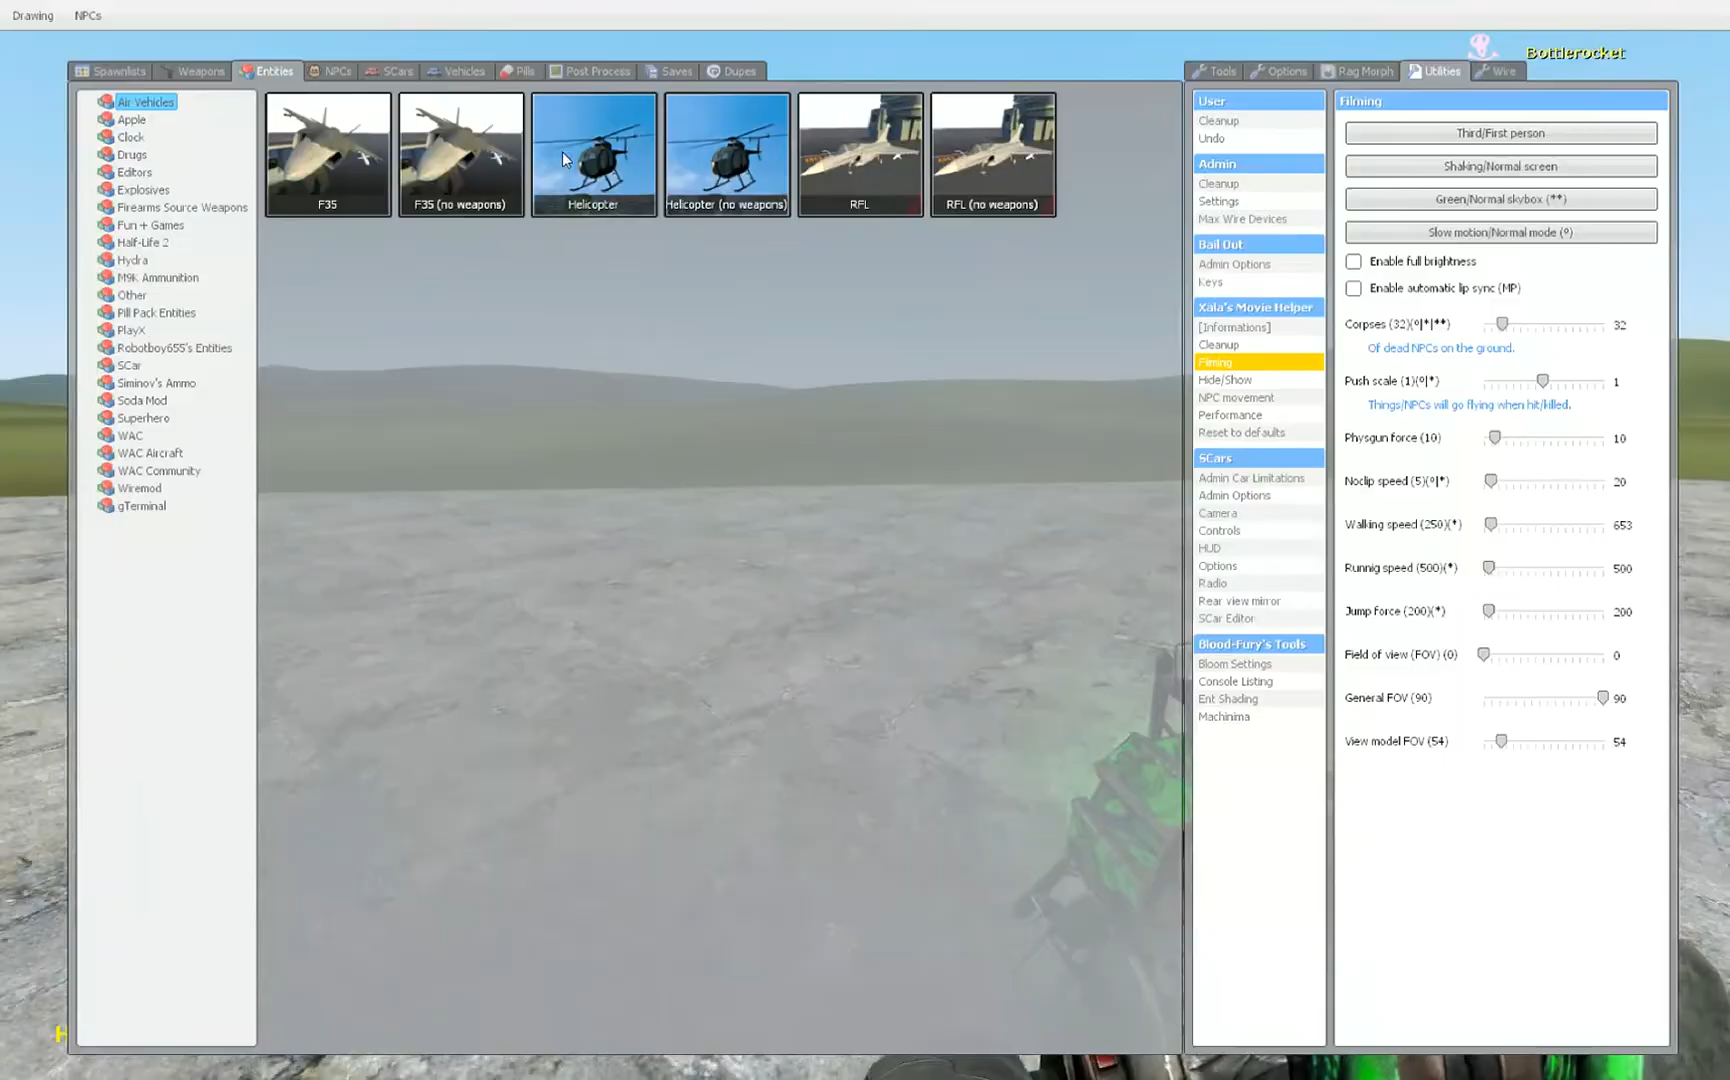 Drawing NPCs
Bottlerocket
Spawnlists Weapons Entities NPCs SCars Vehicles Pills Post Process Saves Dupes
Tools Options Rag Morph Utilities Wire
Air Vehicles
Apple
Clock
Drugs
Editors
Explosives
Firearms Source Weapons
Fun + Games
Half-Life 2
Hydra
M9K Ammunition
Other
Pill Pack Entities
PlayX
Robotboy655's Entities
SCar
Siminov's Ammo
Soda Mod
Superhero
WAC
WAC Aircraft
WAC Community
Wiremod
gTerminal
F35
F35 (no weapons)
Helicopter
Helicopter (no weapons)
RFL
RFL (no weapons)
User
Cleanup
Undo
Admin
Cleanup
Settings
Max Wire Devices
Bail Out
Admin Options
Keys
Xala's Movie Helper
[Informations]
Cleanup
Filming
Hide/Show
NPC movement
Performance
Reset to defaults
SCars
Admin Car Limitations
Admin Options
Camera
Controls
HUD
Options
Radio
Rear view mirror
SCar Editor
Blood-Fury's Tools
Bloom Settings
Console Listing
Ent Shading
Machinima
Filming
Third/First person
Shaking/Normal screen
Green/Normal skybox (**)
Slow motion/Normal mode (º)
Enable full brightness
Enable automatic lip sync (MP)
Corpses (32)(º|*|**) 32
Of dead NPCs on the ground.
Push scale (1)(º|*) 1
Things/NPCs will go flying when hit/killed.
Physgun force (10) 10
Noclip speed (5)(º|*) 20
Walking speed (250)(*) 653
Runnig speed (500)(*) 500
Jump force (200)(*) 200
Field of view (FOV) (0) 0
General FOV (90) 90
View model FOV (54) 54